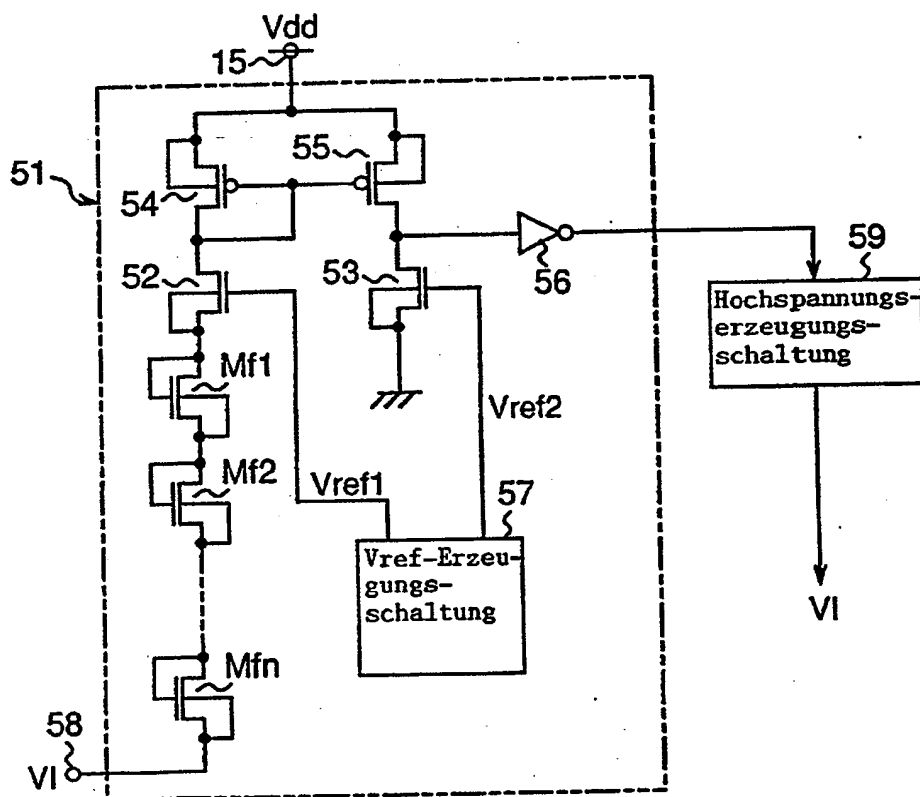 Vdd
15
51
54
55
52
53
56
59
Hochspannungs-
erzeugungs-
schaltung
Mf1
Mf2
Vref1
Vref2
57
Vref-Erzeu-
gungs-
schaltung
VI
Mfn
58
VI